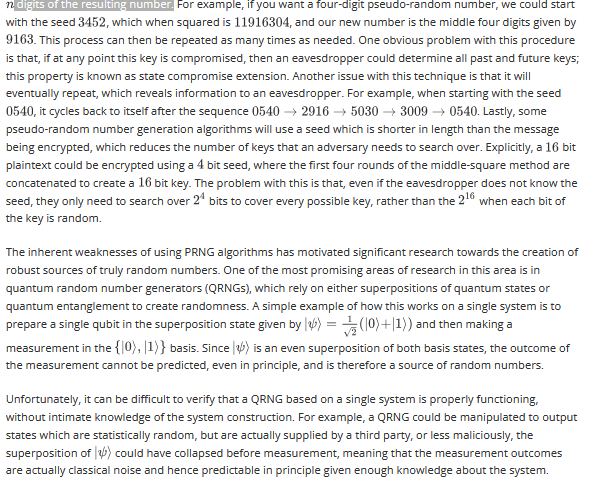 n digits of the resulting number. For example, if you want a four-digit pseudo-random number, we could start
with the seed 3452, which when squared is 11916304, and our new number is the middle four digits given by
9163. This process can then be repeated as many times as needed. One obvious problem with this procedure
is that, if at any point this key is compromised, then an eavesdropper could determine all past and future keys;
this property is known as state compromise extension. Another issue with this technique is that it will
eventually repeat, which reveals information to an eavesdropper. For example, when starting with the seed
0540, it cycles back to itself after the sequence 0540 → 2916 → 5030 → 3009 → 0540. Lastly, some
pseudo-random number generation algorithms will use a seed which is shorter in length than the message
being encrypted, which reduces the number of keys that an adversary needs to search over. Explicitly, a 16 bit
plaintext could be encrypted using a 4 bit seed, where the first four rounds of the middle-square method are
concatenated to create a 16 bit key. The problem with this is that, even if the eavesdropper does not know the
seed, they only need to search over 2⁴ bits to cover every possible key, rather than the 2¹⁶ when each bit of
the key is random.
The inherent weaknesses of using PRNG algorithms has motivated significant research towards the creation of
robust sources of truly random numbers. One of the most promising areas of research in this area is in
quantum random number generators (QRNGs), which rely on either superpositions of quantum states or
quantum entanglement to create randomness. A simple example of how this works on a single system is to
prepare a single qubit in the superposition state given by |ψ⟩ = 1/√2 (|0⟩+|1⟩) and then making a
measurement in the {|0⟩, |1⟩} basis. Since |ψ⟩ is an even superposition of both basis states, the outcome of
the measurement cannot be predicted, even in principle, and is therefore a source of random numbers.
Unfortunately, it can be difficult to verify that a QRNG based on a single system is properly functioning,
without intimate knowledge of the system construction. For example, a QRNG could be manipulated to output
states which are statistically random, but are actually supplied by a third party, or less maliciously, the
superposition of |ψ⟩ could have collapsed before measurement, meaning that the measurement outcomes
are actually classical noise and hence predictable in principle given enough knowledge about the system.